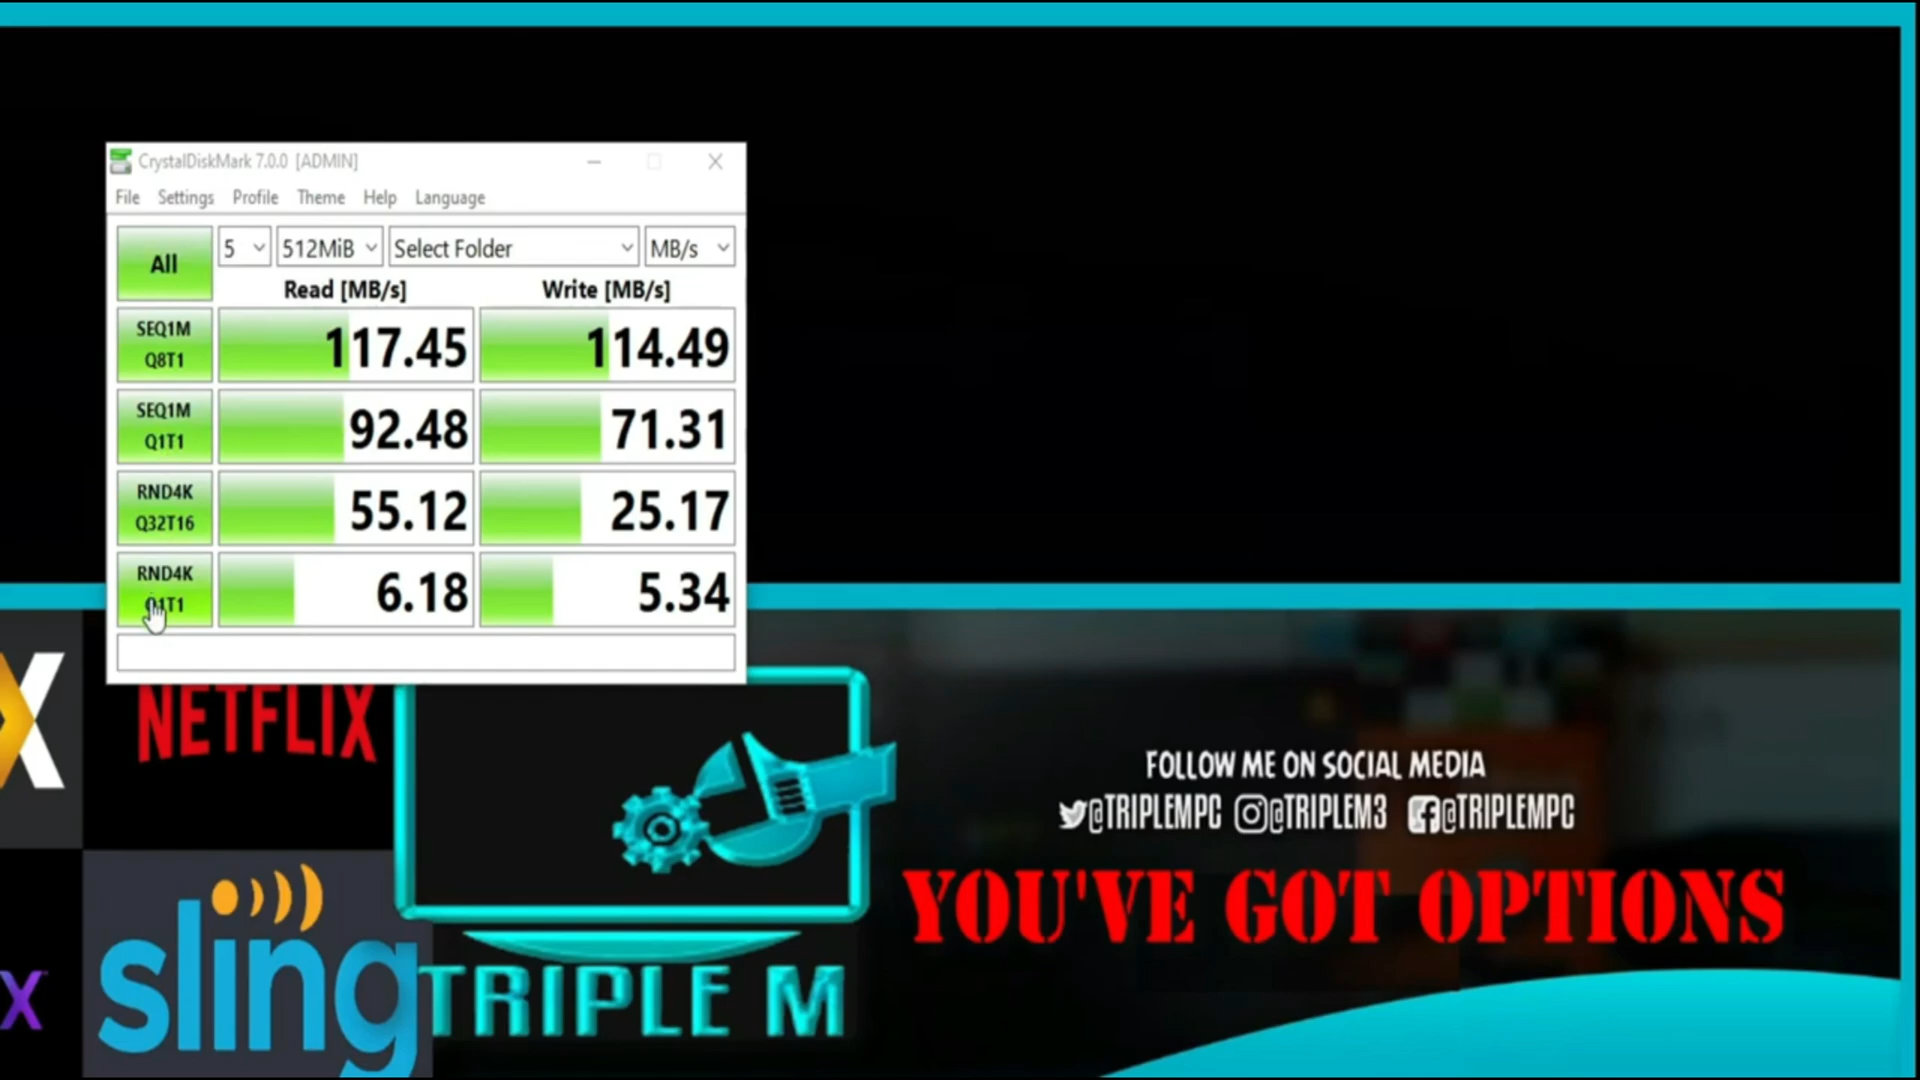 CrystalDiskMark 7.0.0 [ADMIN]
File Settings Profile Theme Help Language
All 5 512MiB Select Folder MB/s
Read [MB/s] Write [MB/s]
SEQ1M
Q8T1
117.45 114.49
SEQ1M
Q1T1
92.48 71.31
RND4K
Q32T16
55.12 25.17
RND4K
Q1T1
6.18 5.34
X
NETFLIX
sling
X
TRIPLE M
FOLLOW ME ON SOCIAL MEDIA
@TRIPLEMPC @TRIPLEM3 @TRIPLEMPC
YOU'VE GOT OPTIONS